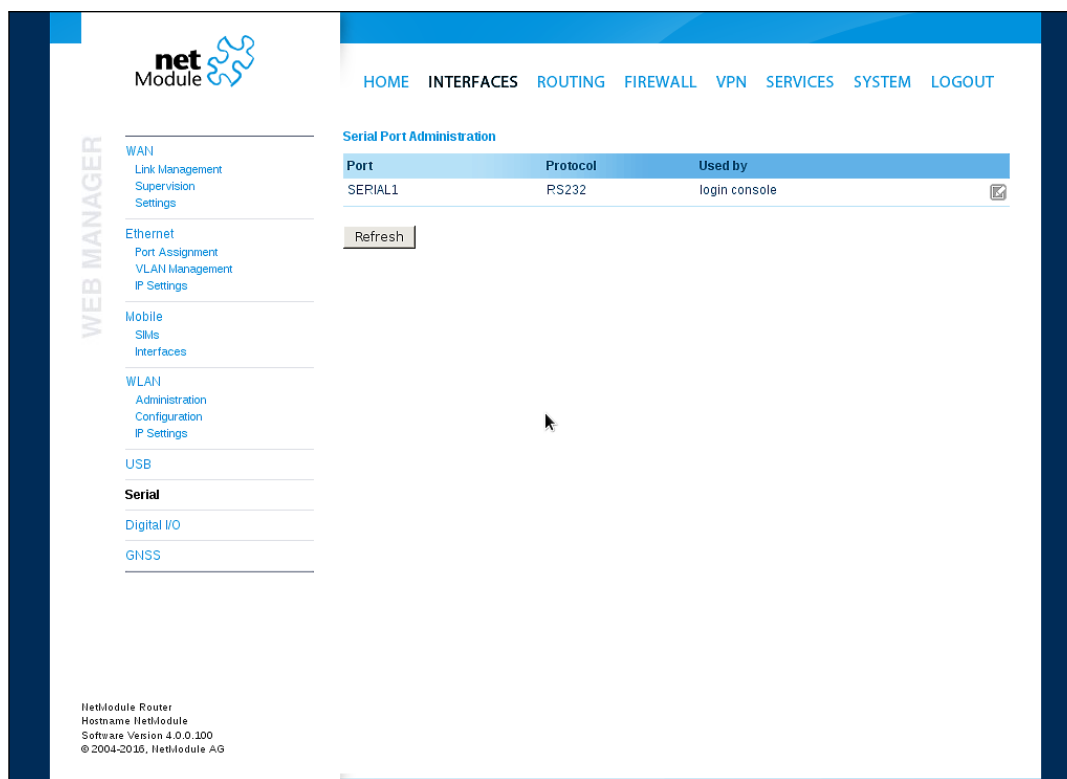 net
Module
HOME INTERFACES ROUTING FIREWALL VPN SERVICES SYSTEM LOGOUT
WEB MANAGER
WAN
Link Management
Supervision
Settings
Ethernet
Port Assignment
VLAN Management
IP Settings
Mobile
SIMs
Interfaces
WLAN
Administration
Configuration
IP Settings
USB
Serial
Digital I/O
GNSS
Serial Port Administration
Port Protocol Used by
SERIAL1 RS232 login console
Refresh
NetModule Router
Hostname NetModule
Software Version 4.0.0.100
© 2004-2016, NetModule AG